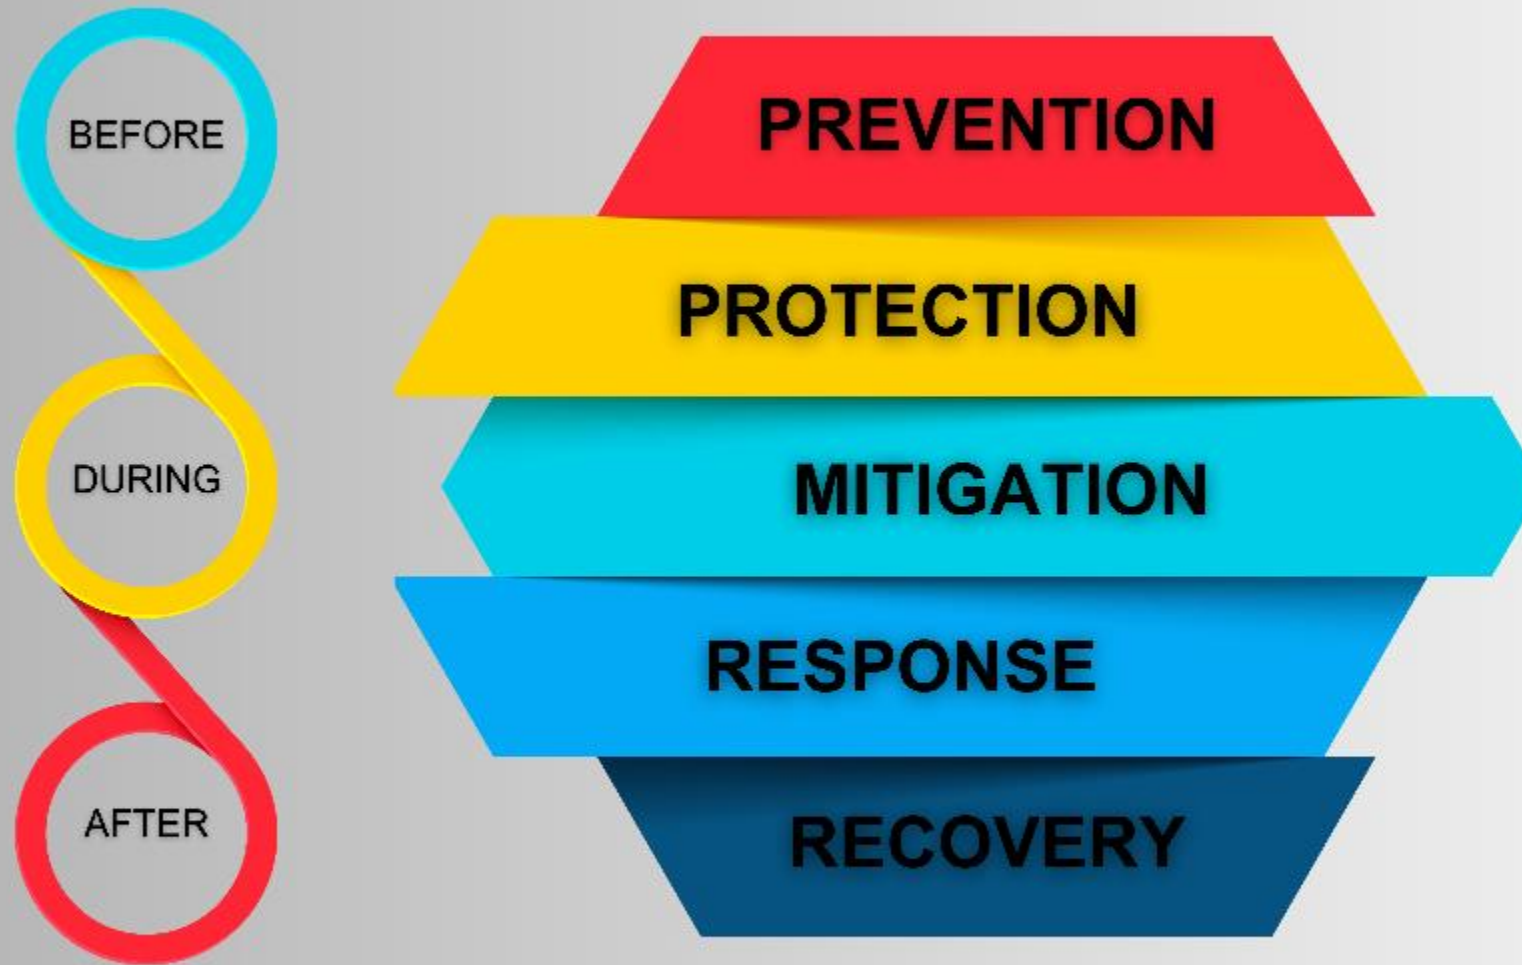 BEFORE
DURING
AFTER
PREVENTION
PROTECTION
MITIGATION
RESPONSE
RECOVERY